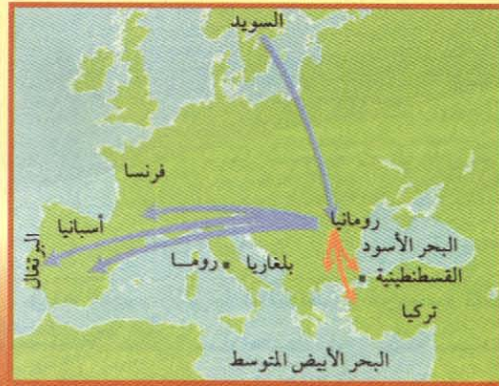 السويد
فرنسا
رومانيا
أسبانيا
البحر الأسود
البرتغال
روما
بلغاريا
القسطنطينية
تركيا
البحر الأبيض المتوسط